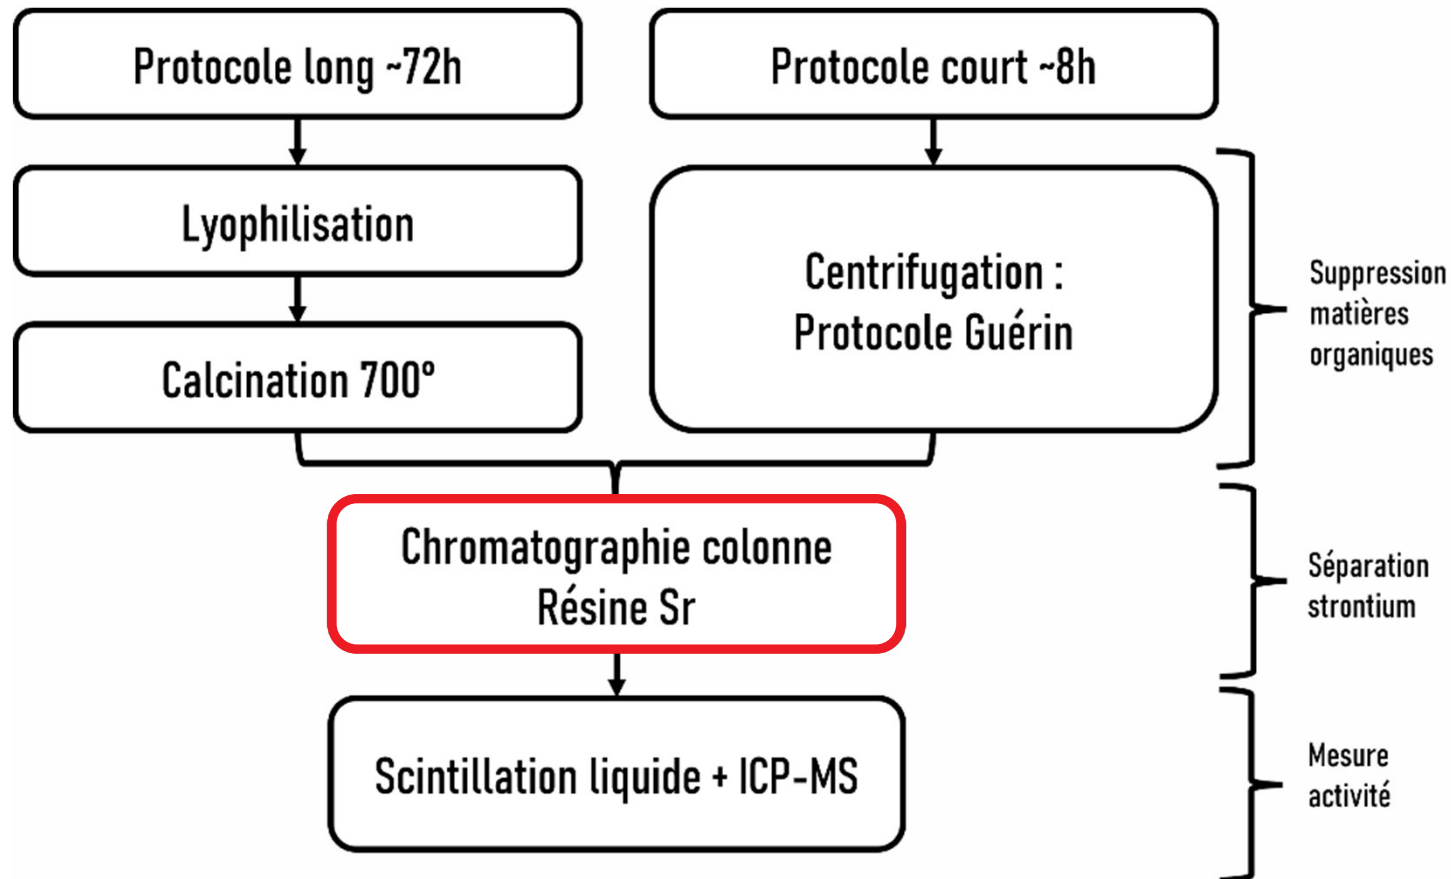 Protocole long ~72h
Protocole court ~8h
Lyophilisation
Centrifugation :
Protocole Guérin
Calcination 700°
Suppression
matières
organiques
Chromatographie colonne
Résine Sr
Séparation
strontium
Scintillation liquide + ICP-MS
Mesure
activité